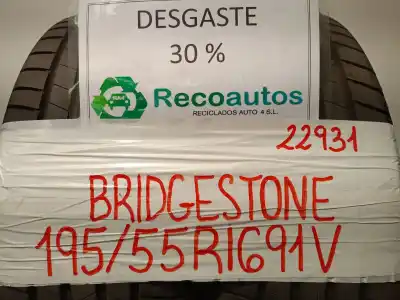 DESGASTE
30 %
Recoautos
RECICLADOS AUTO 4 S.L.
22931
BRIDGESTONE
195/55R1691V